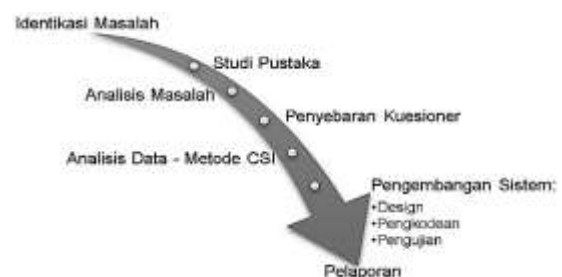 Identikasi Masalah
Studi Pustaka
Analisis Masalah
Penyebaran Kuesioner
Analisis Data - Metode CSI
Pengembangan Sistem:
•Design
•Pengkodean
•Pengujian
Pelaporan